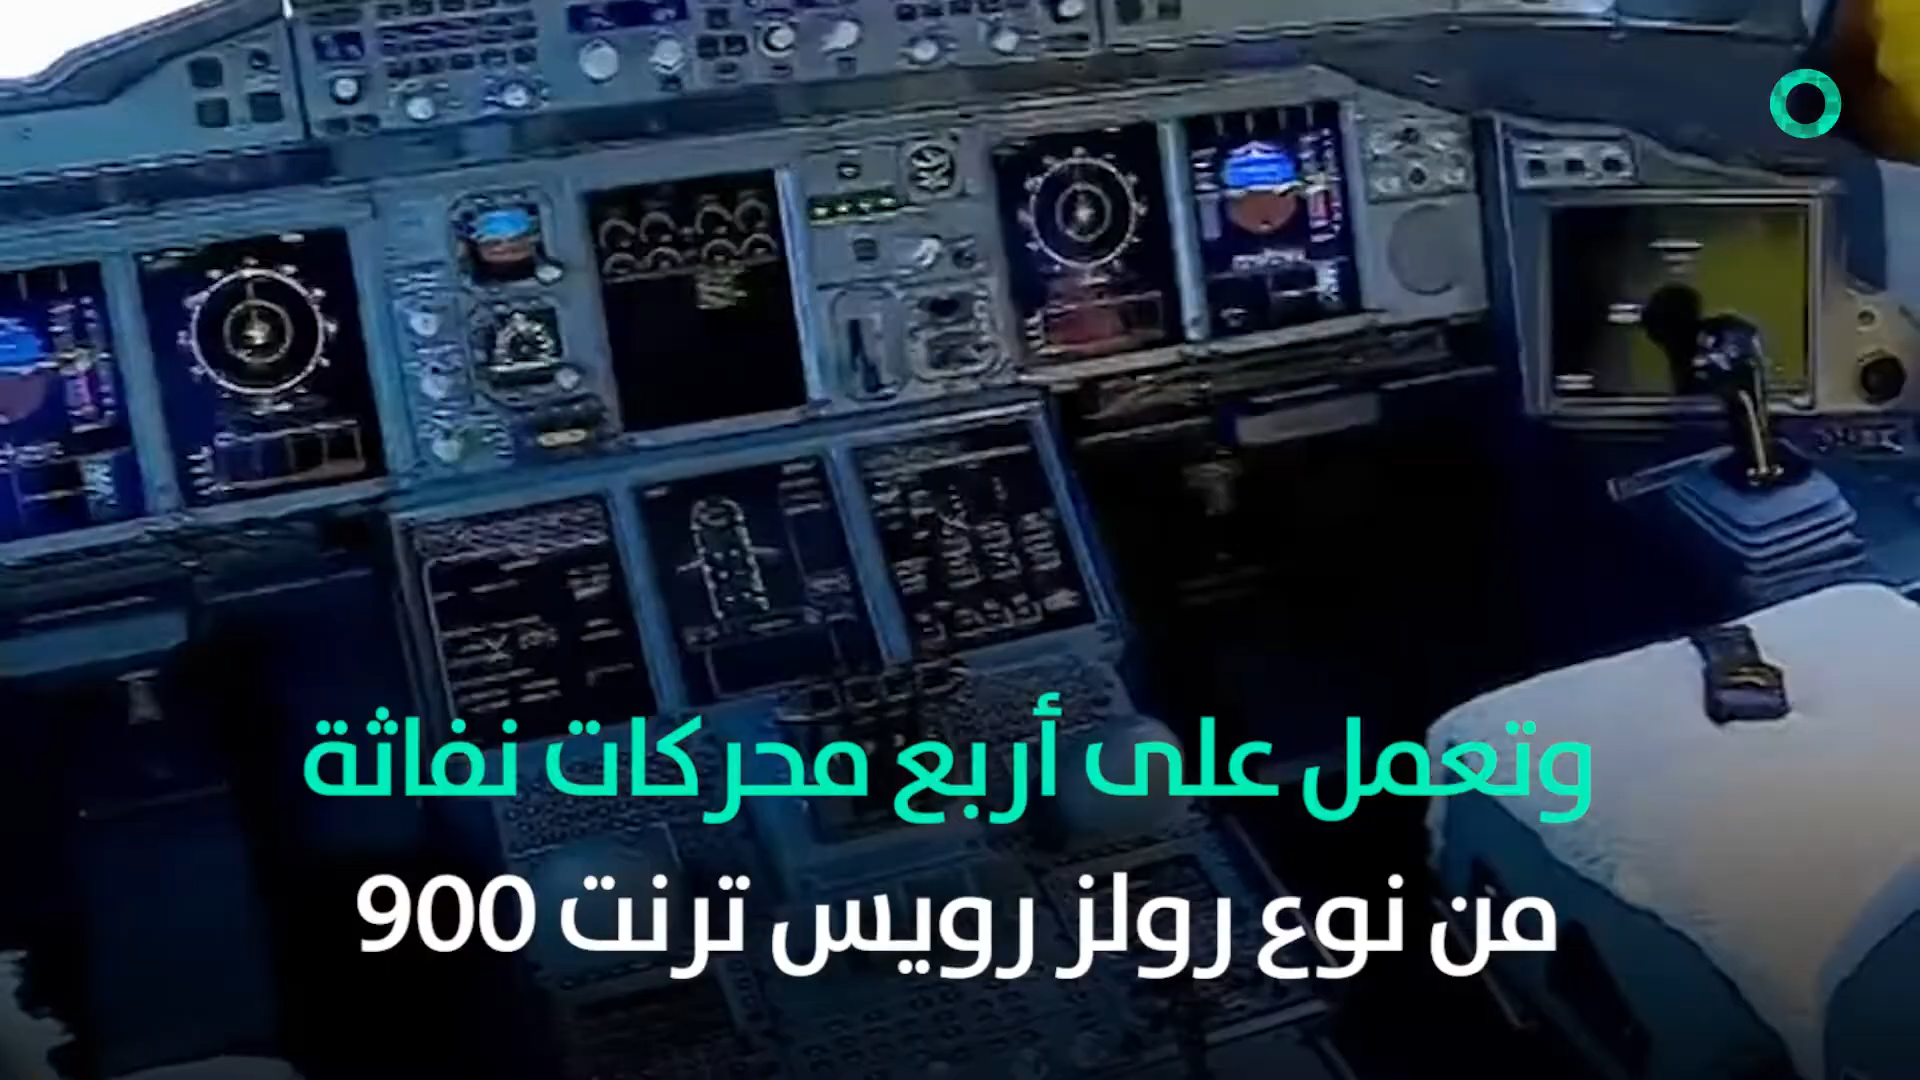 وتعمل على أربع محركات نفاثة
من نوع رولز رويس ترنت 900